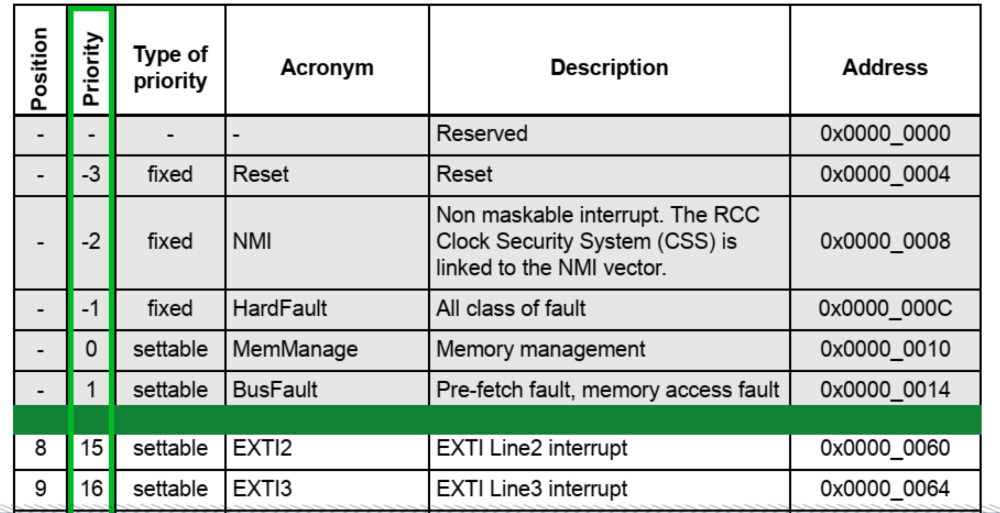 Position Priority Type of priority Acronym Description Address
- - - - Reserved 0x0000_0000
- -3 fixed Reset Reset 0x0000_0004
- -2 fixed NMI Non maskable interrupt. The RCC
Clock Security System (CSS) is
linked to the NMI vector. 0x0000_0008
- -1 fixed HardFault All class of fault 0x0000_000C
- 0 settable MemManage Memory management 0x0000_0010
- 1 settable BusFault Pre-fetch fault, memory access fault 0x0000_0014
8 15 settable EXTI2 EXTI Line2 interrupt 0x0000_0060
9 16 settable EXTI3 EXTI Line3 interrupt 0x0000_0064